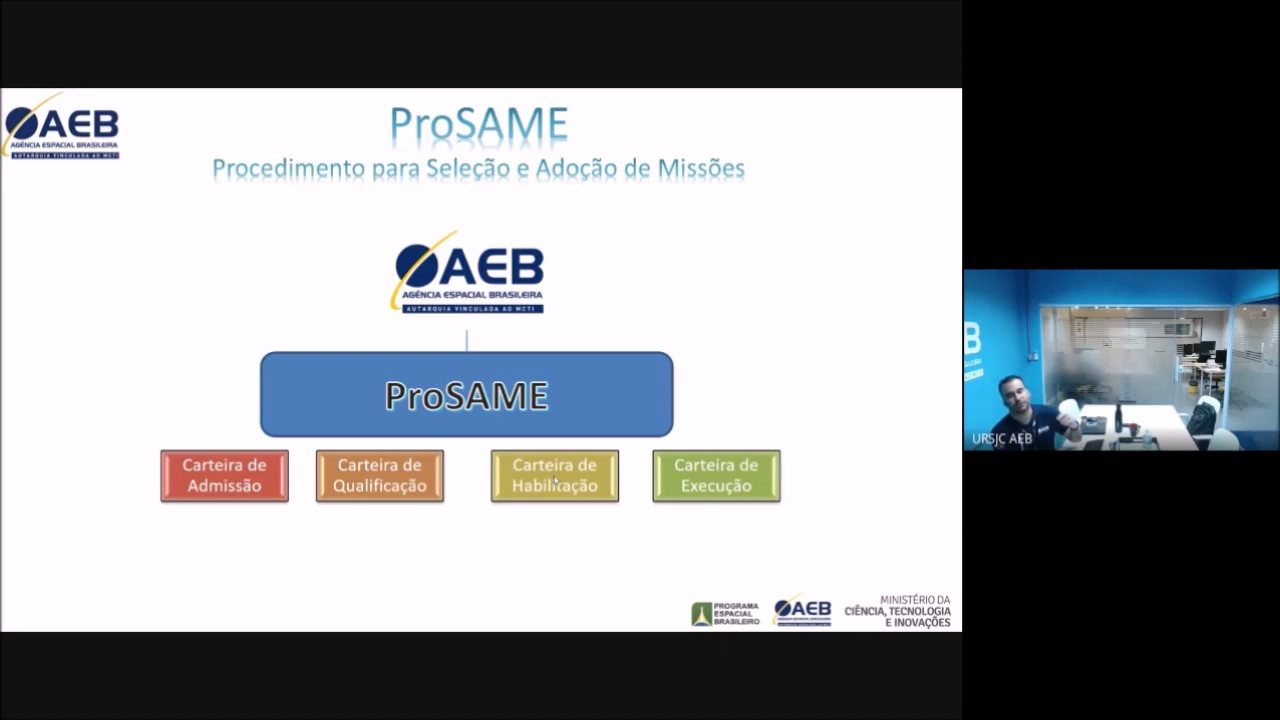 AEB
AGÊNCIA ESPACIAL BRASILEIRA
AUTARQUIA VINCULADA AO MCTI
ProSAME
Procedimento para Seleção e Adoção de Missões
AEB
AGÊNCIA ESPACIAL BRASILEIRA
AUTARQUIA VINCULADA AO MCTI
ProSAME
Carteira de
Admissão
Carteira de
Qualificação
Carteira de
Habilitação
Carteira de
Execução
PROGRAMA
ESPACIAL
BRASILEIRO
AEB
MINISTÉRIO DA
CIÊNCIA, TECNOLOGIA
E INOVAÇÕES
B
URSJC AEB